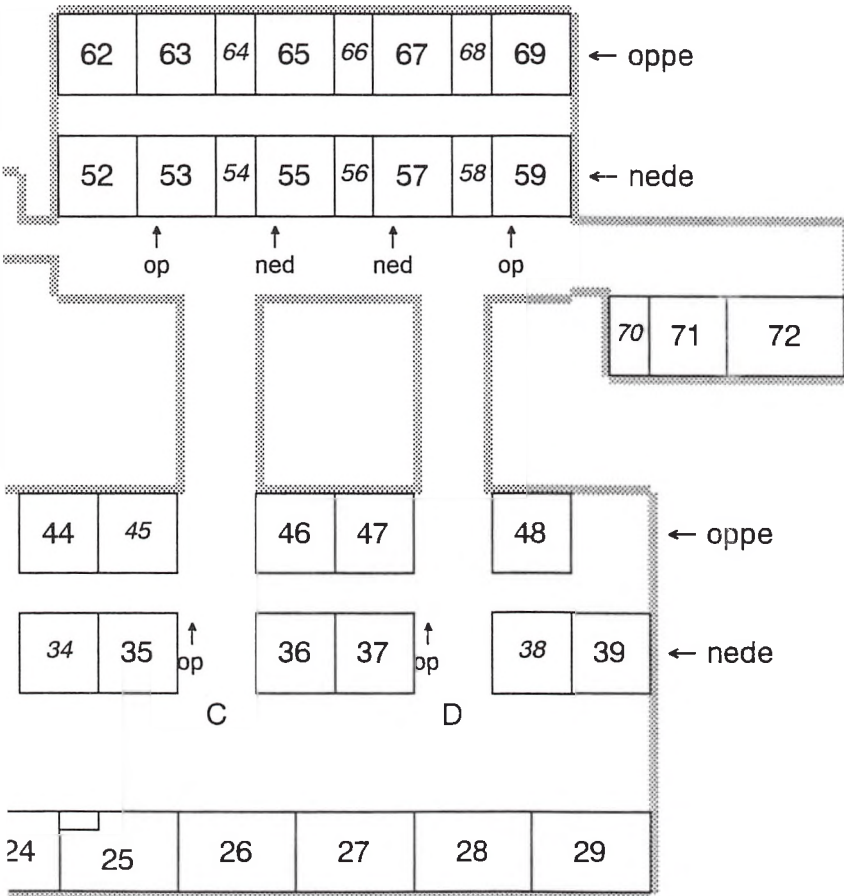 62 63 64 65 66 67 68 69 ← oppe
52 53 54 55 56 57 58 59 ← nede
op ned ned op
70 71 72
44 45 46 47 48 ← oppe
34 35 op 36 37 op 38 39 ← nede
C D
24 25 26 27 28 29